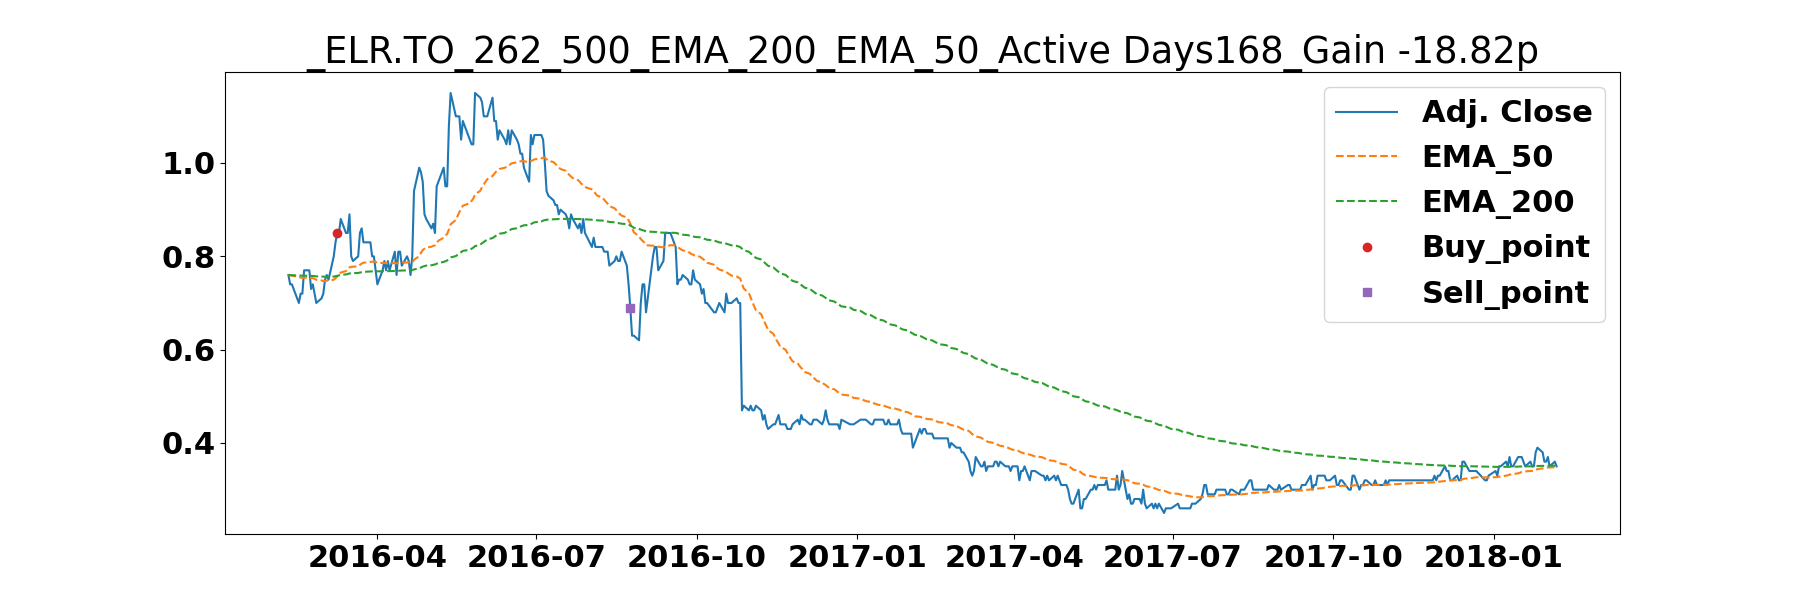 _ELR.TO_262_500_EMA_200_EMA_50_Active Days168_Gain -18.82p
Adj. Close
EMA_50
EMA_200
Buy_point
Sell_point
1.0
0.8
0.6
0.4
2016-04 2016-07 2016-10 2017-01 2017-04 2017-07 2017-10 2018-01